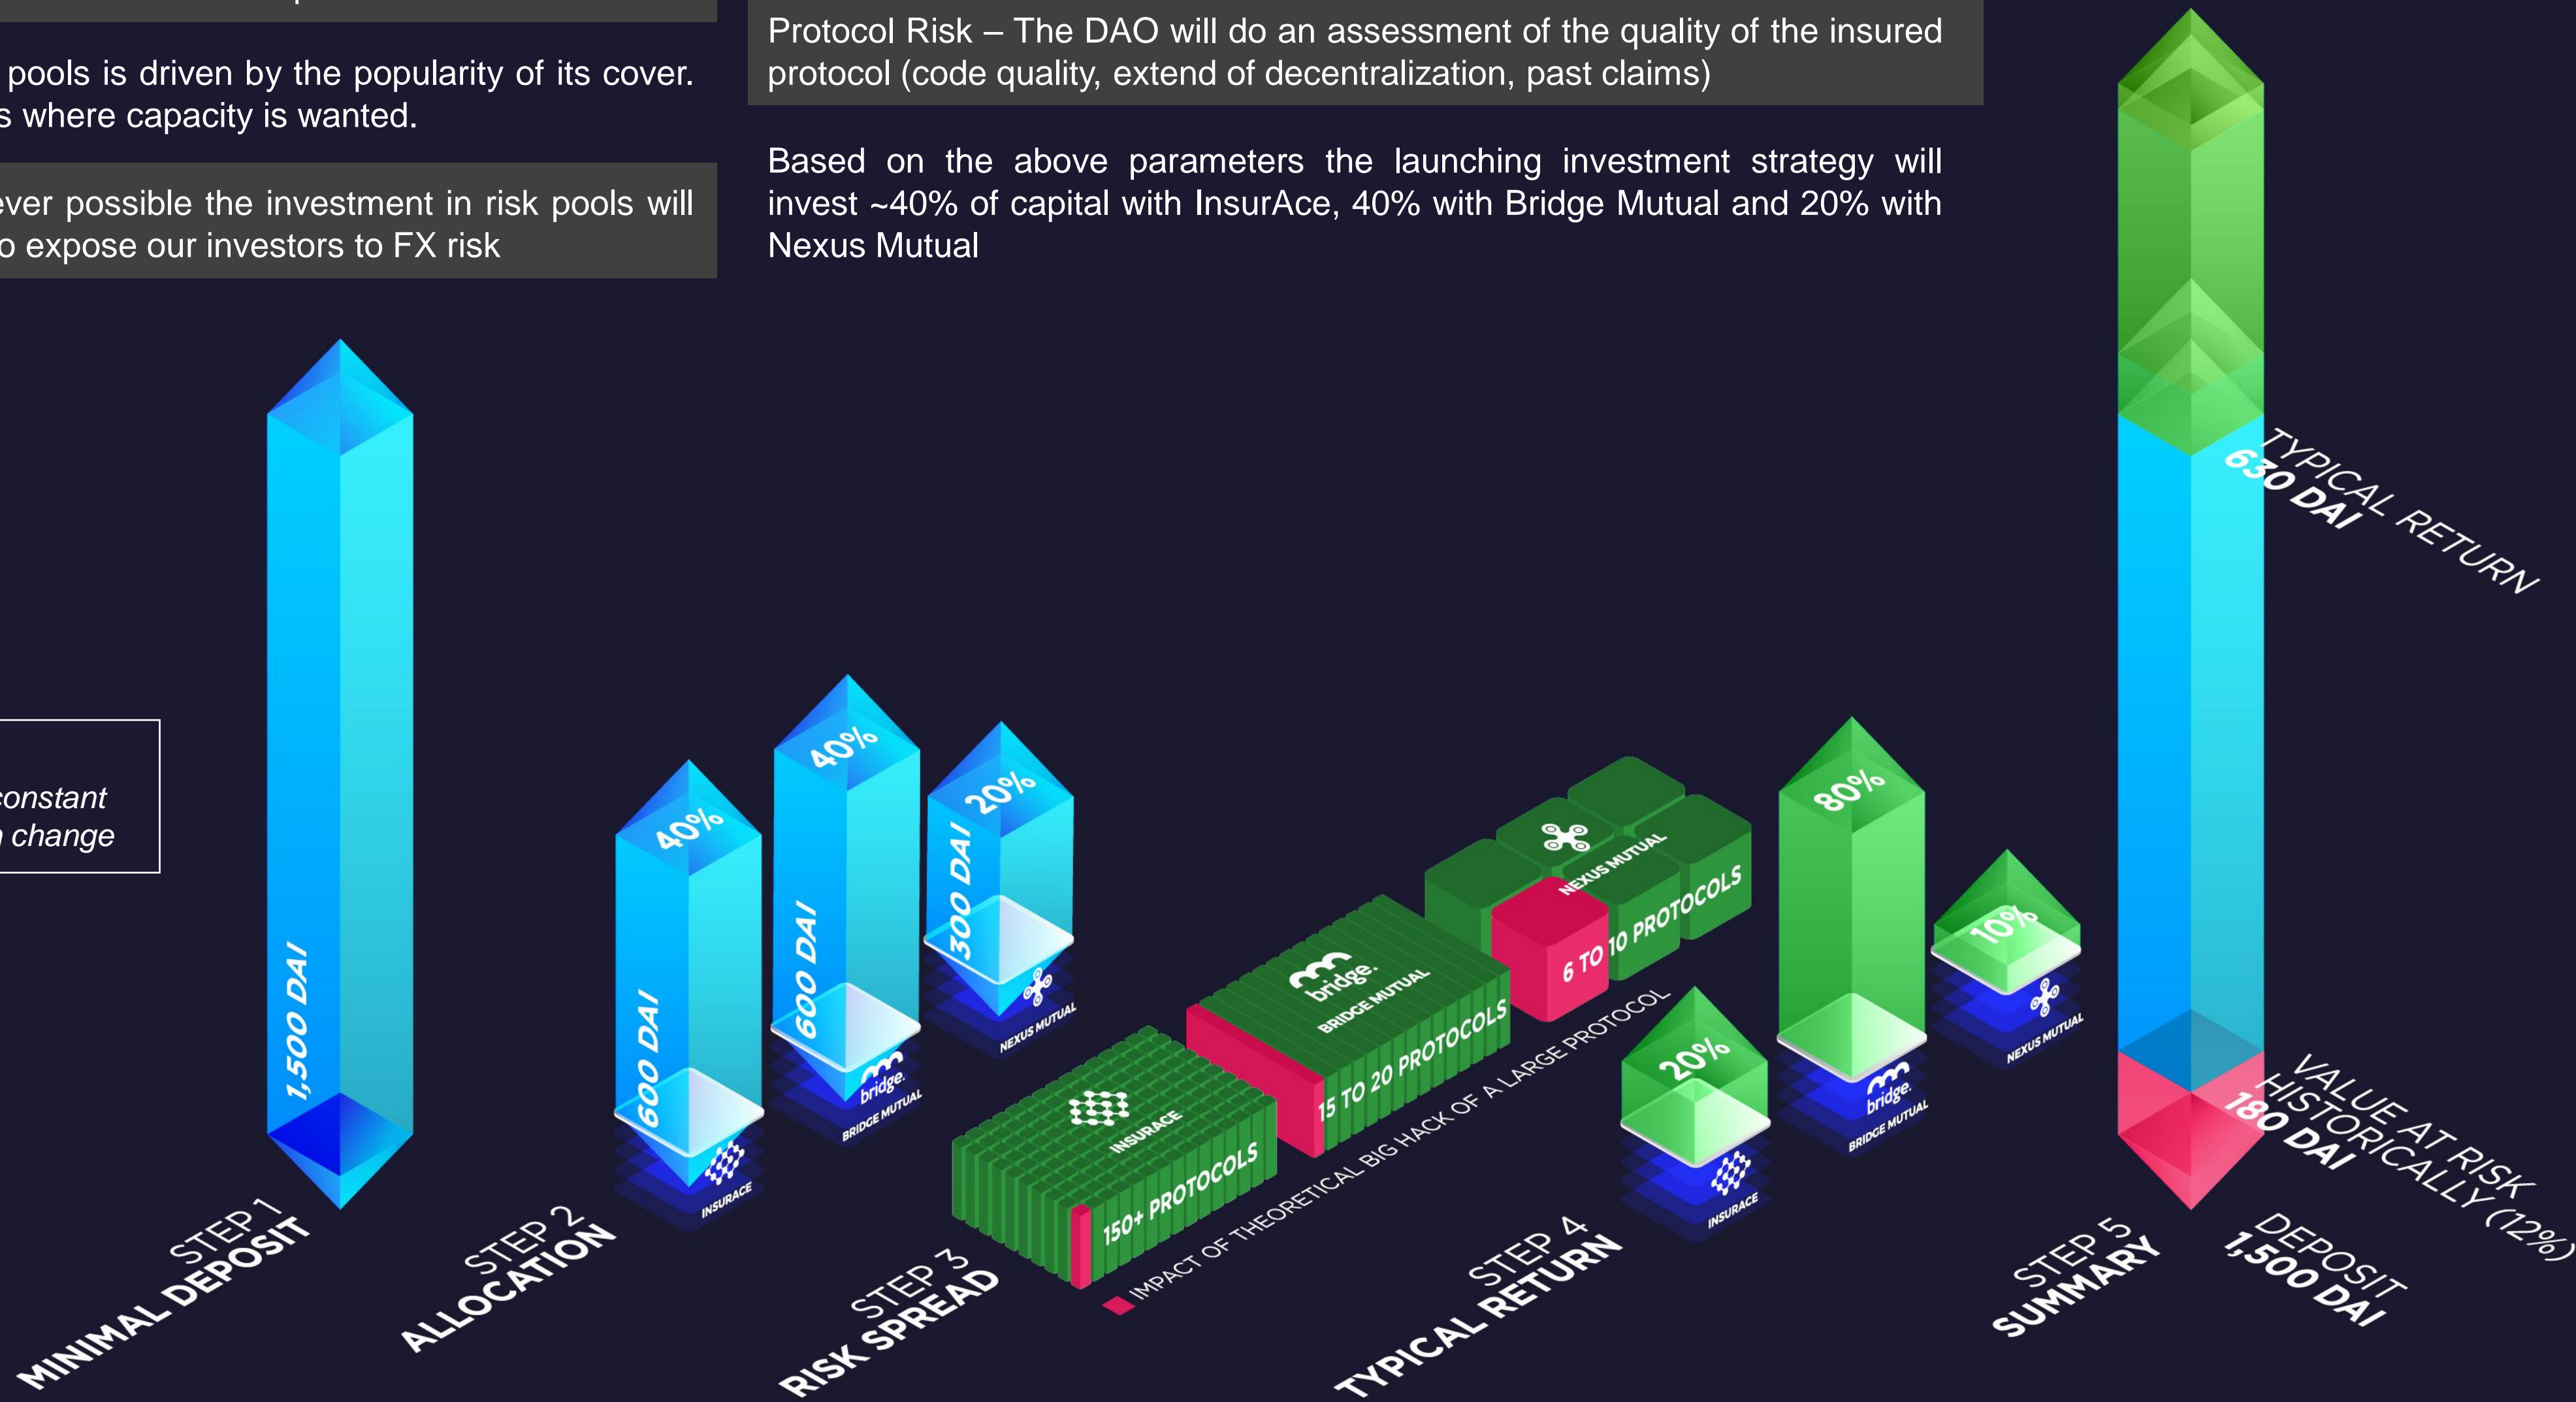 pools is driven by the popularity of its cover.
s where capacity is wanted.
ever possible the investment in risk pools will
o expose our investors to FX risk
Protocol Risk – The DAO will do an assessment of the quality of the insured
protocol (code quality, extend of decentralization, past claims)
Based on the above parameters the launching investment strategy will
invest ~40% of capital with InsurAce, 40% with Bridge Mutual and 20% with
Nexus Mutual
constant
change
1,500 DAI
STEP 1
MINIMAL DEPOSIT
40%
600 DAI
INSURACE
40%
600 DAI
bridge.
BRIDGE MUTUAL
20%
300 DAI
NEXUS MUTUAL
STEP 2
ALLOCATION
INSURACE
150+ PROTOCOLS
bridge.
BRIDGE MUTUAL
15 TO 20 PROTOCOLS
NEXUS MUTUAL
6 TO 10 PROTOCOLS
IMPACT OF THEORETICAL BIG HACK OF A LARGE PROTOCOL
STEP 3
RISK SPREAD
20%
INSURACE
80%
bridge.
BRIDGE MUTUAL
10%
NEXUS MUTUAL
STEP 4
TYPICAL RETURN
TYPICAL RETURN
630 DAI
VALUE AT RISK
HISTORICALLY (12%)
180 DAI
DEPOSIT
1,500 DAI
STEP 5
SUMMARY